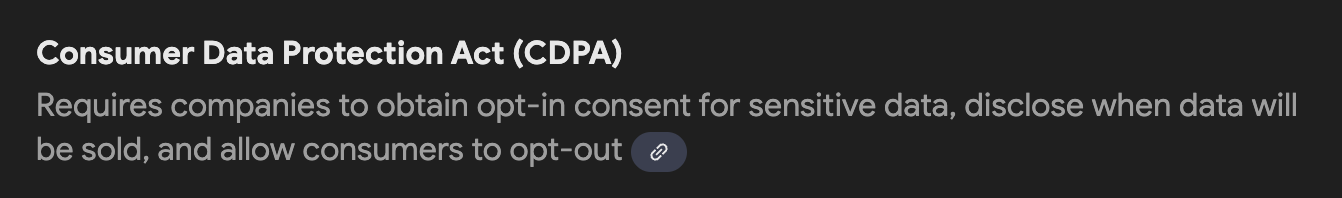 Consumer Data Protection Act (CDPA)
Requires companies to obtain opt-in consent for sensitive data, disclose when data will
be sold, and allow consumers to opt-out